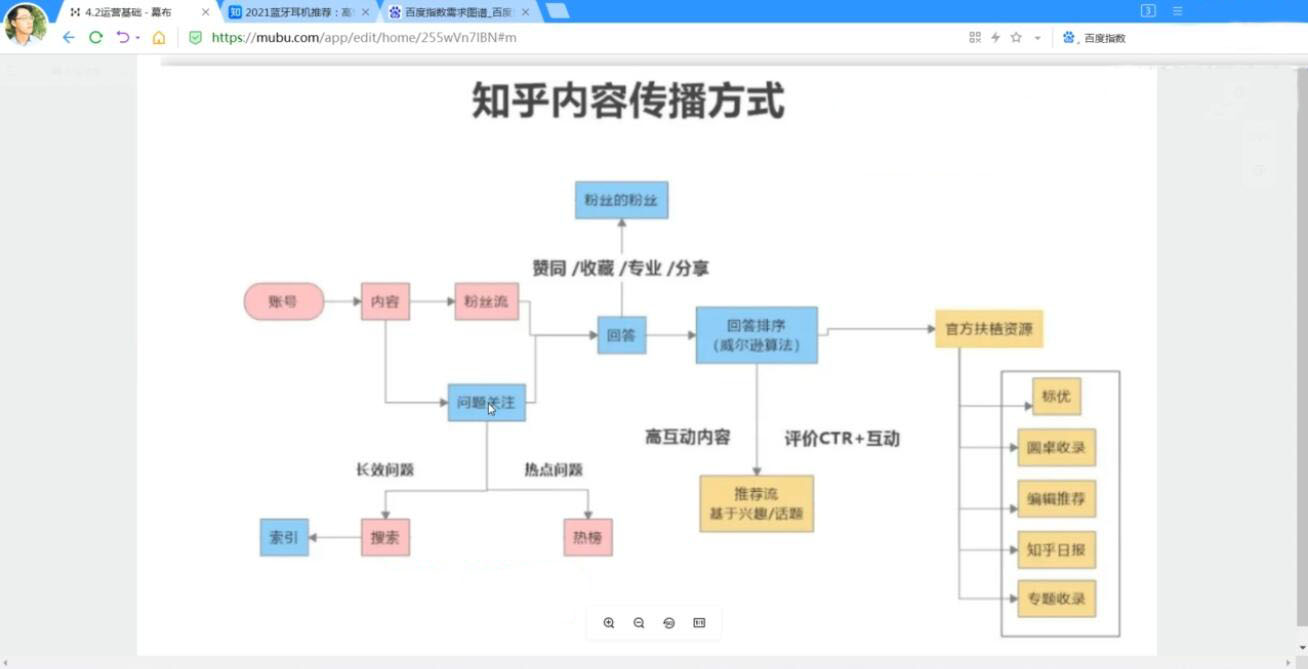 4.2运营基础 - 幕布
2021蓝牙耳机推荐：高
百度指数需求图谱_百度
3
https://mubu.com/app/edit/home/255wVn7lBN#m
百度指数
知乎内容传播方式
粉丝的粉丝
赞同 /收藏 /专业 /分享
账号
内容
粉丝流
回答
回答排序
（威尔逊算法）
官方扶植资源
问题关注
标优
高互动内容
评价CTR+互动
圆桌收录
长效问题
热点问题
推荐流
基于兴趣/话题
编辑推荐
索引
搜索
热榜
知乎日报
专题收录